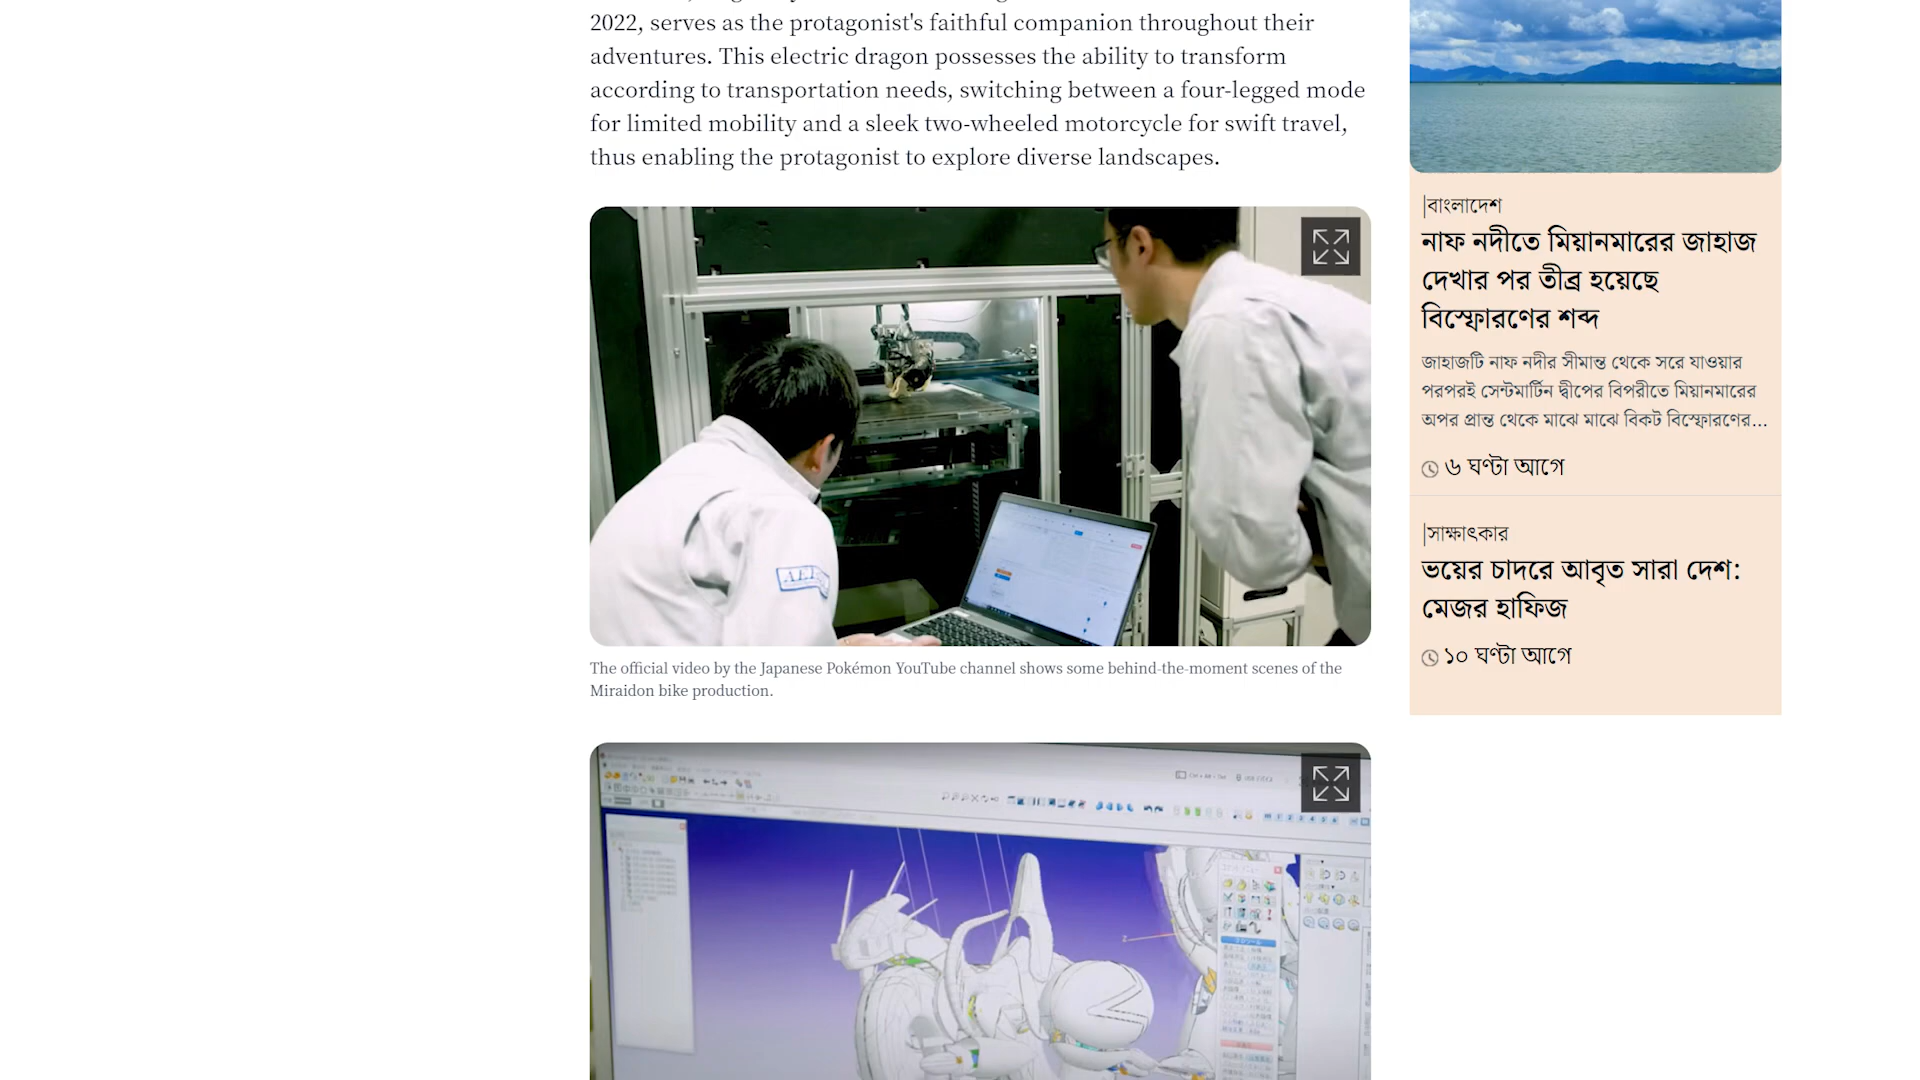 2022, serves as the protagonist's faithful companion throughout their
adventures. This electric dragon possesses the ability to transform
according to transportation needs, switching between a four-legged mode
for limited mobility and a sleek two-wheeled motorcycle for swift travel,
thus enabling the protagonist to explore diverse landscapes.
The official video by the Japanese Pokémon YouTube channel shows some behind-the-moment scenes of the
Miraidon bike production.
|বাংলাদেশ
নাফ নদীতে মিয়ানমারের জাহাজ
দেখার পর তীব্র হয়েছে
বিস্ফোরণের শব্দ
জাহাজটি নাফ নদীর সীমান্ত থেকে সরে যাওয়ার
পরপরই সেন্টমার্টিন দ্বীপের বিপরীতে মিয়ানমারের
অপর প্রান্ত থেকে মাঝে মাঝে বিকট বিস্ফোরণের...
৬ ঘণ্টা আগে
|সাক্ষাৎকার
ভয়ের চাদরে আবৃত সারা দেশ:
মেজর হাফিজ
১০ ঘণ্টা আগে